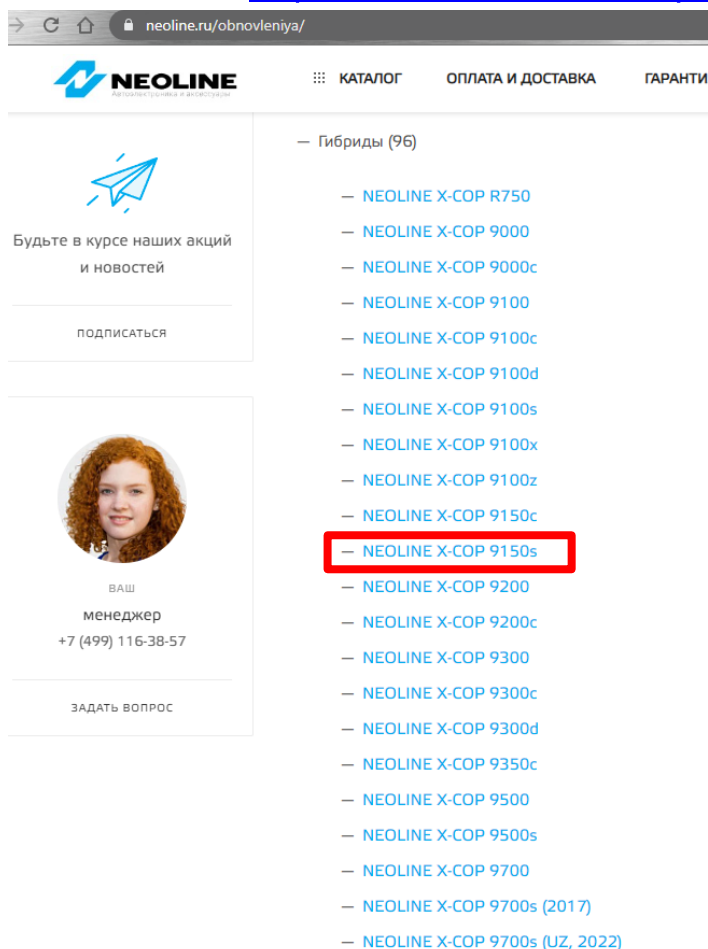 neoline.ru/obnovleniya/
NEOLINE
Автоэлектроника и аксессуары
КАТАЛОГ
ОПЛАТА И ДОСТАВКА
ГАРАНТИ
Будьте в курсе наших акций
и новостей
ПОДПИСАТЬСЯ
ВАШ
менеджер
+7 (499) 116-38-57
ЗАДАТЬ ВОПРОС
— Гибриды (96)
— NEOLINE X-COP R750
— NEOLINE X-COP 9000
— NEOLINE X-COP 9000c
— NEOLINE X-COP 9100
— NEOLINE X-COP 9100c
— NEOLINE X-COP 9100d
— NEOLINE X-COP 9100s
— NEOLINE X-COP 9100x
— NEOLINE X-COP 9100z
— NEOLINE X-COP 9150c
— NEOLINE X-COP 9150s
— NEOLINE X-COP 9200
— NEOLINE X-COP 9200c
— NEOLINE X-COP 9300
— NEOLINE X-COP 9300c
— NEOLINE X-COP 9300d
— NEOLINE X-COP 9350c
— NEOLINE X-COP 9500
— NEOLINE X-COP 9500s
— NEOLINE X-COP 9700
— NEOLINE X-COP 9700s (2017)
— NEOLINE X-COP 9700s (UZ, 2022)